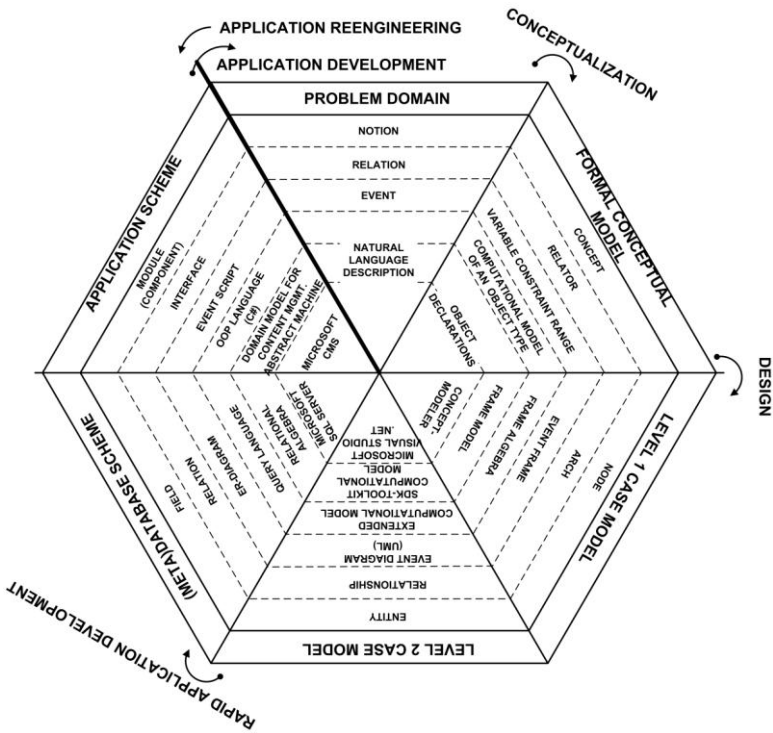 APPLICATION REENGINEERING
APPLICATION DEVELOPMENT
CONCEPTUALIZATION
PROBLEM DOMAIN
NOTION
RELATION
EVENT
NATURAL
LANGUAGE
DESCRIPTION
FORMAL CONCEPTUAL
MODEL
CONCEPT
RELATOR
VARIABLE CONSTRAINT RANGE
COMPUTATIONAL MODEL
OF AN OBJECT TYPE
OBJECT
DECLARATIONS
DESIGN
LEVEL 1 CASE MODEL
NODE
ARCH
EVENT FRAME
FRAME ALGEBRA
FRAME MODEL
CONCEPT-
MODELER
LEVEL 2 CASE MODEL
ENTITY
RELATIONSHIP
EVENT DIAGRAM
(UML)
EXTENDED
COMPUTATIONAL MODEL
SDK-TOOLKIT
COMPUTATIONAL
MODEL
MICROSOFT
VISUAL STUDIO
.NET
RAPID APPLICATION DEVELOPMENT
(META)DATABASE SCHEME
FIELD
RELATION
ER-DIAGRAM
QUERY LANGUAGE
RELATIONAL
ALGEBRA
MICROSOFT
SQL SERVER
APPLICATION SCHEME
MODULE
(COMPONENT)
INTERFACE
EVENT SCRIPT
OOP LANGUAGE
(C#)
DOMAIN MODEL FOR
CONTENT MGMT.
ABSTRACT MACHINE
MICROSOFT
CMS